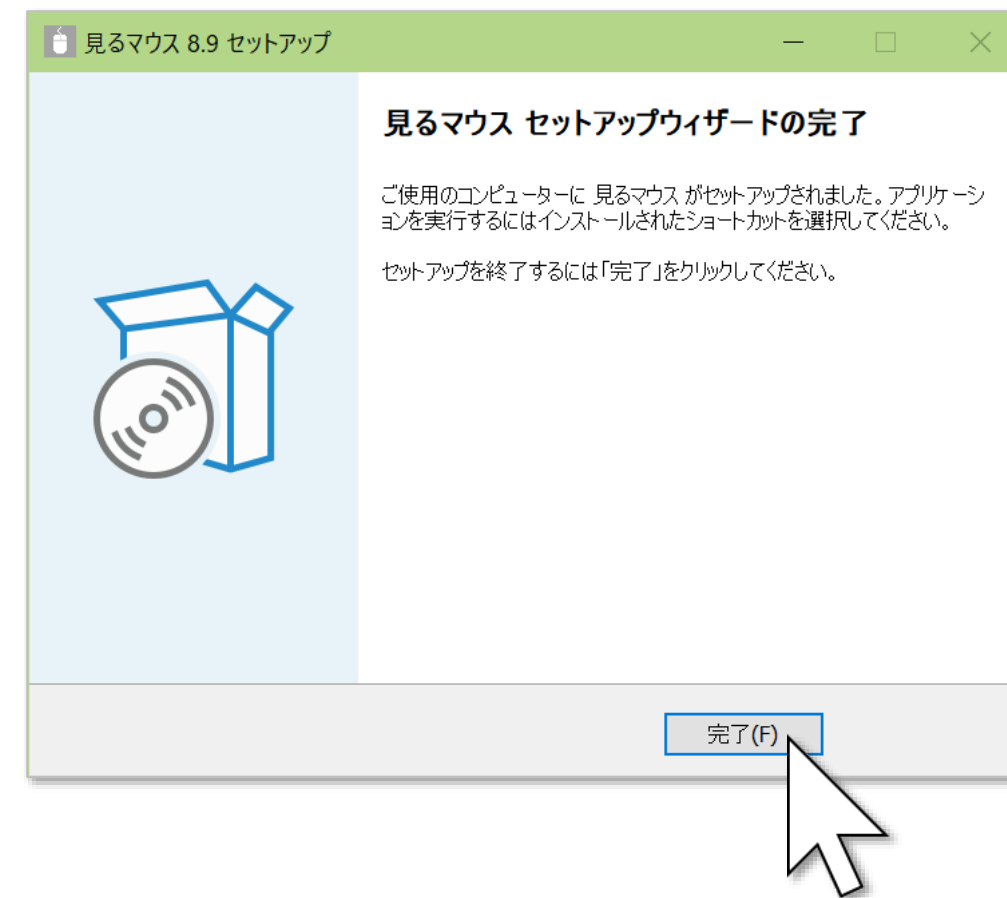 見るマウス 8.9 セットアップ
見るマウス セットアップウィザードの完了
ご使用のコンピューターに 見るマウス がセットアップされました。アプリケーシ
ョンを実行するにはインストールされたショートカットを選択してください。
セットアップを終了するには「完了」をクリックしてください。
完了(F)